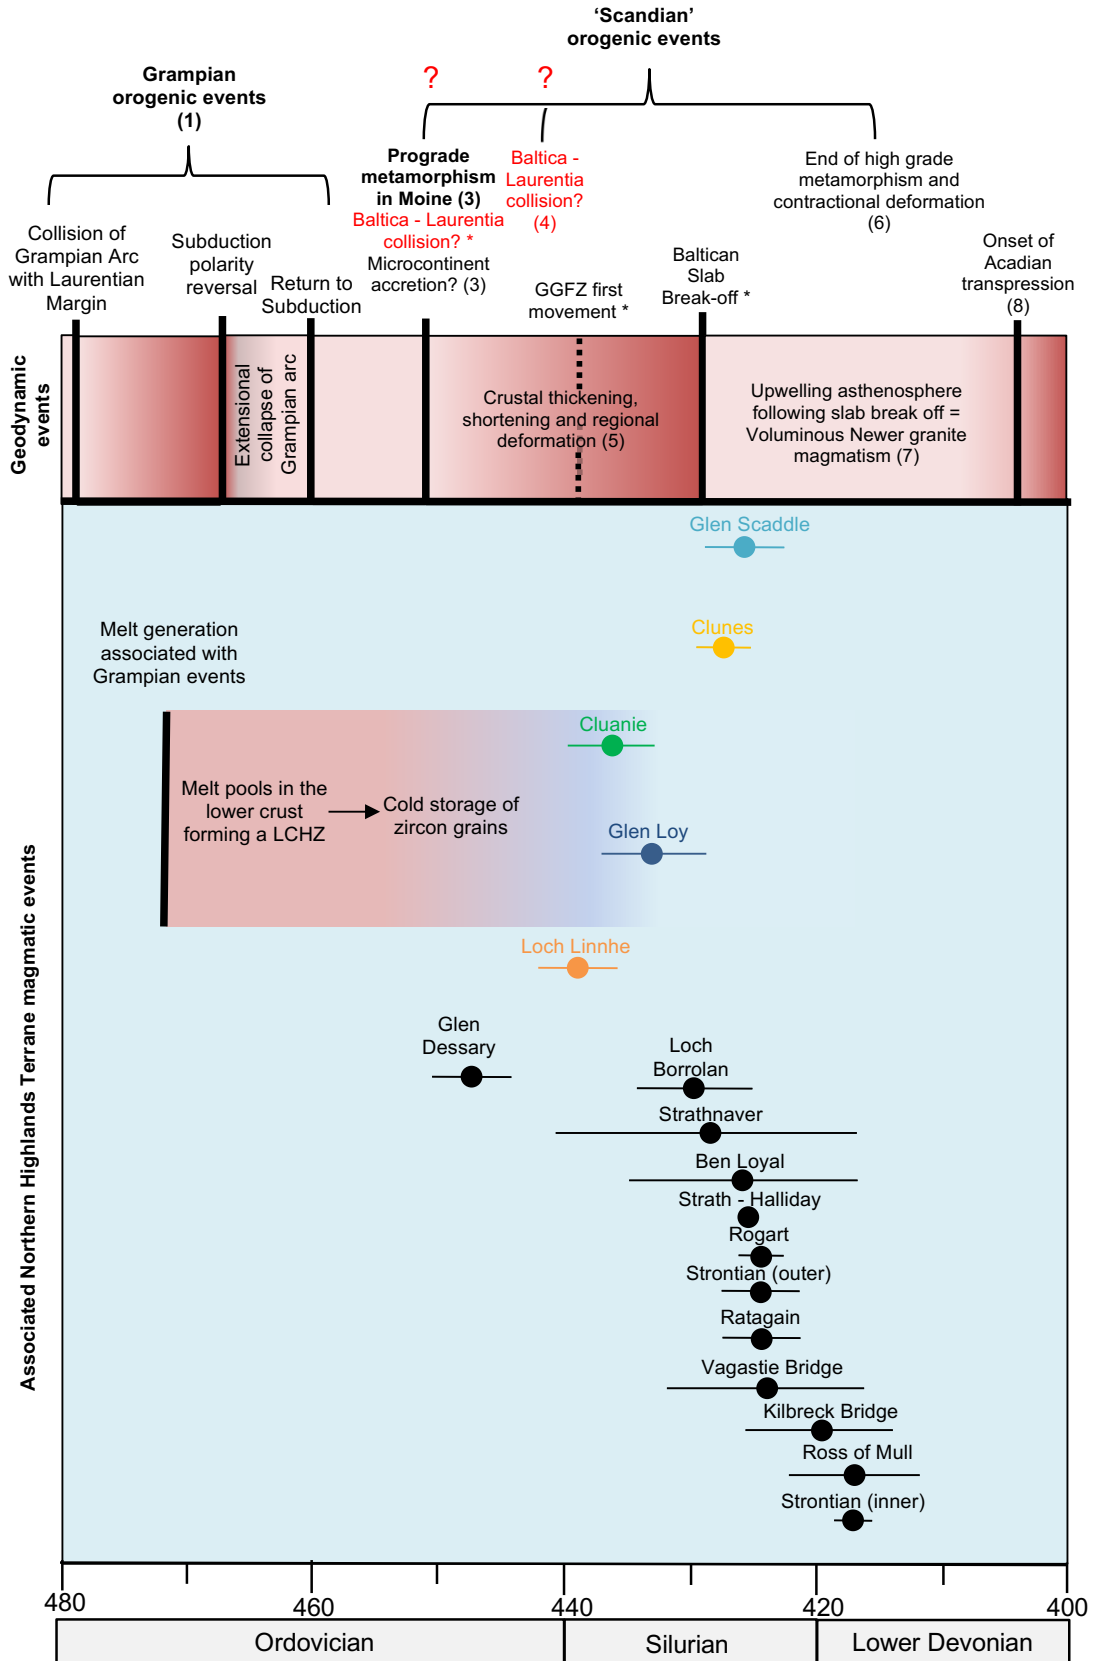 ‘Scandian’
orogenic events
?
?
Grampian
orogenic events
(1)
Prograde
metamorphism
in Moine (3)
Baltica - Laurentia
collision? *
Microcontinent
accretion? (3)
Baltica -
Laurentia
collision?
(4)
End of high grade
metamorphism and
contractional deformation
(6)
Collision of
Grampian Arc
with Laurentian
Margin
Subduction
polarity
reversal
Return to
Subduction
GGFZ first
movement *
Baltican
Slab
Break-off *
Onset of
Acadian
transpression
(8)
Geodynamic
events
Extensional
collapse of
Grampian arc
Crustal thickening,
shortening and regional
deformation (5)
Upwelling asthenosphere
following slab break off =
Voluminous Newer granite
magmatism (7)
Associated Northern Highlands Terrane magmatic events
Glen Scaddle
Clunes
Melt generation
associated with
Grampian events
Cluanie
Melt pools in the
lower crust
forming a LCHZ
Cold storage of
zircon grains
Glen Loy
Loch Linnhe
Glen
Dessary
Loch
Borrolan
Strathnaver
Ben Loyal
Strath - Halliday
Rogart
Strontian (outer)
Ratagain
Vagastie Bridge
Kilbreck Bridge
Ross of Mull
Strontian (inner)
480 460 440 420 400
Ordovician Silurian Lower Devonian